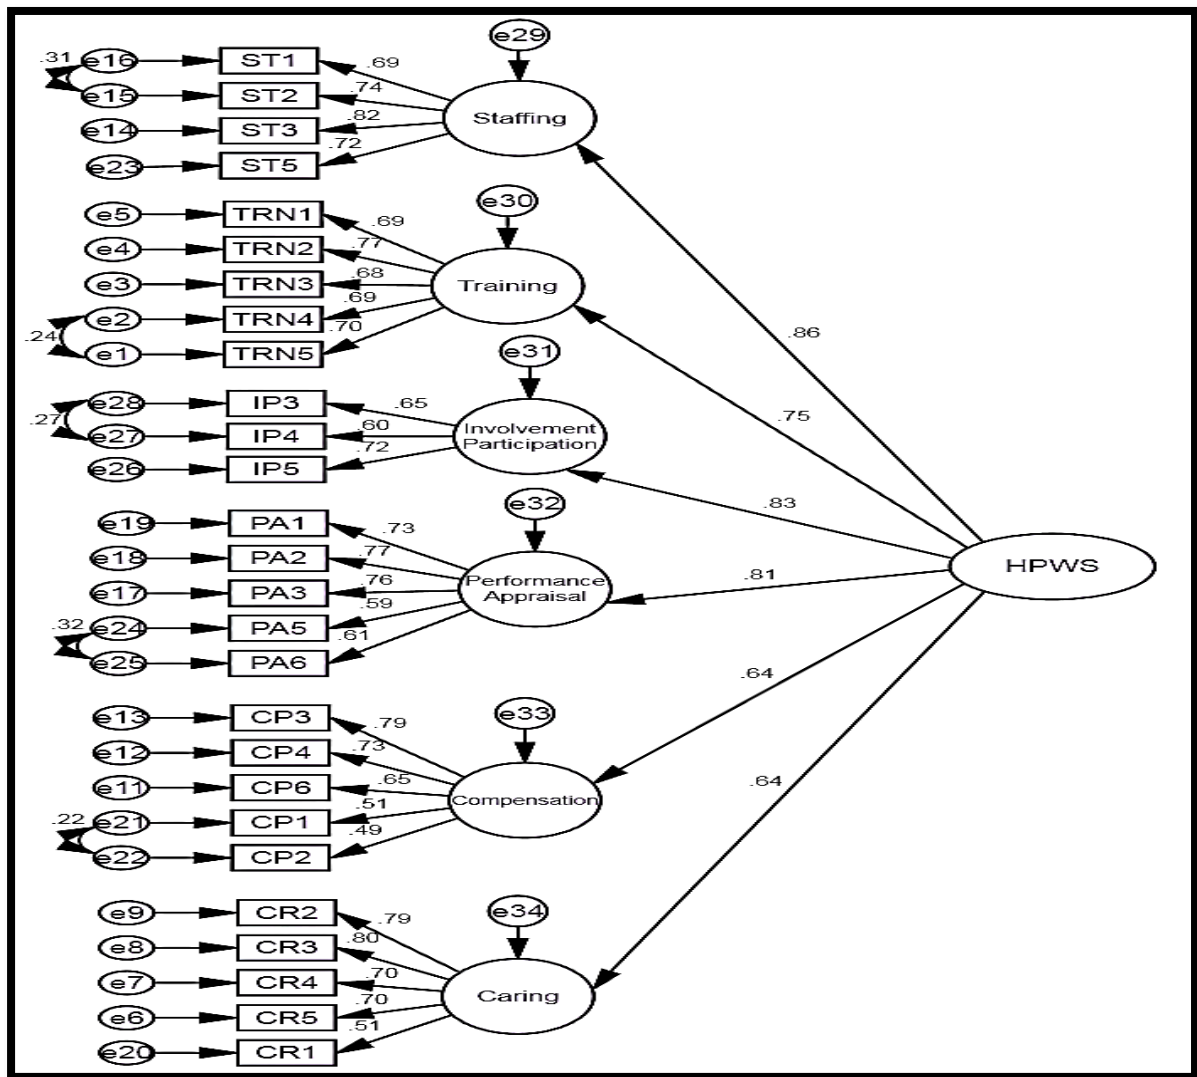 e29
.31 e16 ST1 .69
e15 ST2 .74
Staffing
e14 ST3 .82
e23 ST5 .72
e30
e5 TRN1 .69
e4 TRN2 .77
e3 TRN3 .68
Training
e2 TRN4 .69
.24
e1 TRN5 .70
.86
.75
e31
e28 IP3 .65
.27
e27 IP4 .60
Involvement
Participation
e26 IP5 .72
.83
e32
e19 PA1 .73
e18 PA2 .77
e17 PA3 .76
Performance
Appraisal
.32 e24 PA5 .59
e25 PA6 .61
.81
HPWS
.64
e33
e13 CP3 .79
e12 CP4 .73
e11 CP6 .65
Compensation
.22 e21 CP1 .51
e22 CP2 .49
.64
e34
e9 CR2 .79
e8 CR3 .80
e7 CR4 .70
Caring
e6 CR5 .70
e20 CR1 .51